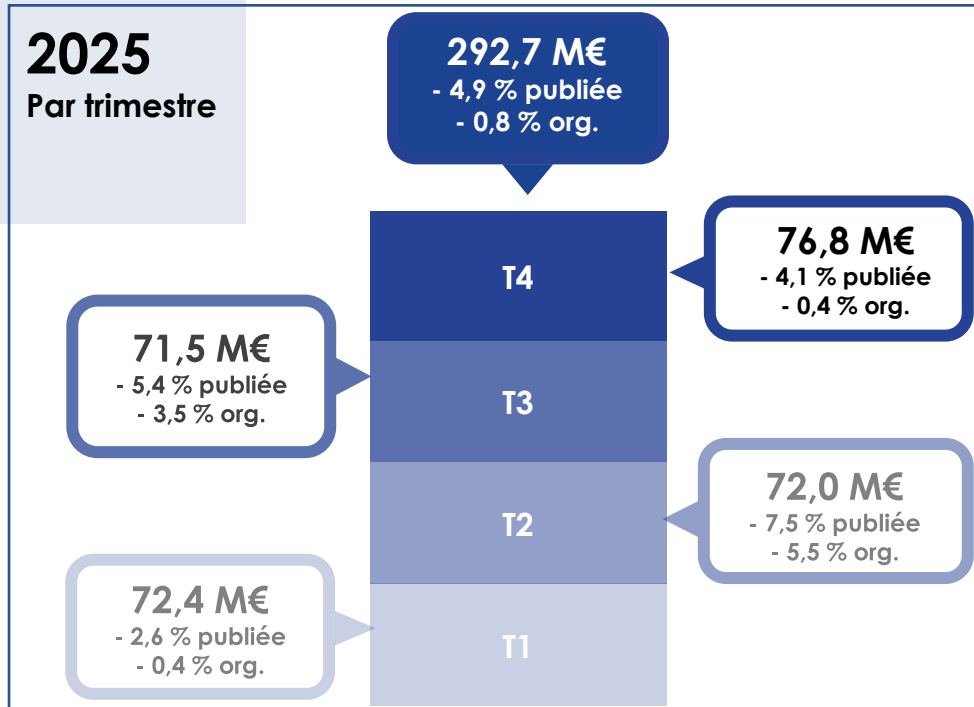 2025
Par trimestre
292,7 M€
- 4,9 % publiée
- 0,8 % org.
T4
76,8 M€
- 4,1 % publiée
- 0,4 % org.
71,5 M€
- 5,4 % publiée
- 3,5 % org.
T3
T2
72,0 M€
- 7,5 % publiée
- 5,5 % org.
72,4 M€
- 2,6 % publiée
- 0,4 % org.
T1